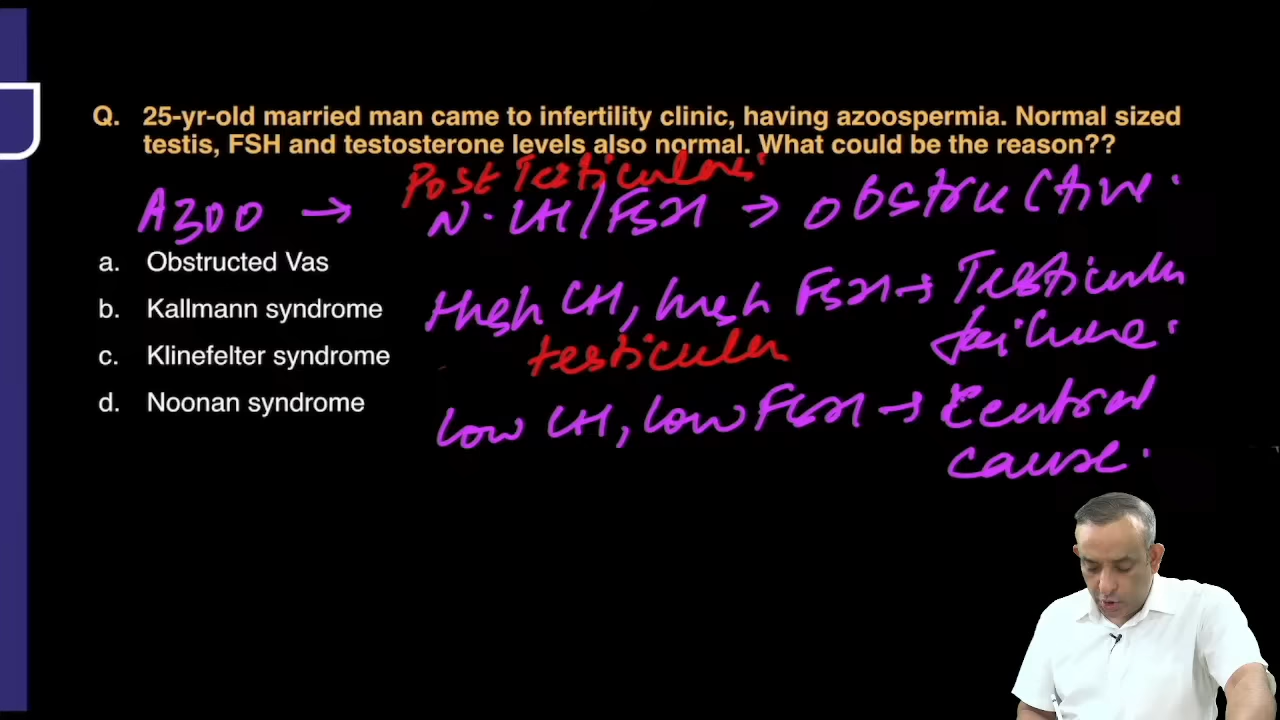 Q. 25-yr-old married man came to infertility clinic, having azoospermia. Normal sized
testis, FSH and testosterone levels also normal. What could be the reason??
Post Testicular.
Azoo → N. LH/FSH → obstructive.
a. Obstructed Vas
High LH, high FSH → Testicular
failure.
b. Kallmann syndrome
testicular
c. Klinefelter syndrome
d. Noonan syndrome
Low LH, Low FSH → Central
cause.